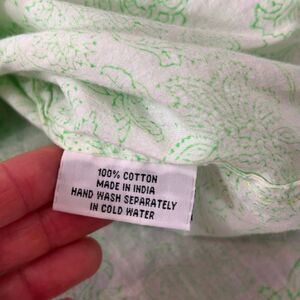 100% COTTON
MADE IN INDIA
HAND WASH SEPARATELY
IN COLD WATER